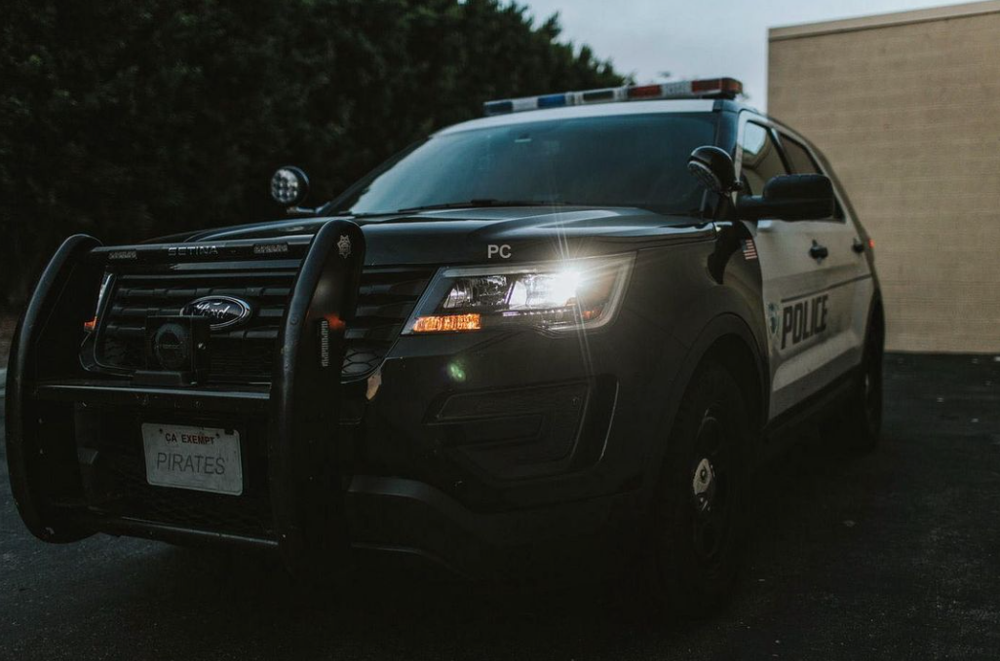 PC
SETINA
Ford
POLICE
CA EXEMPT
PIRATES